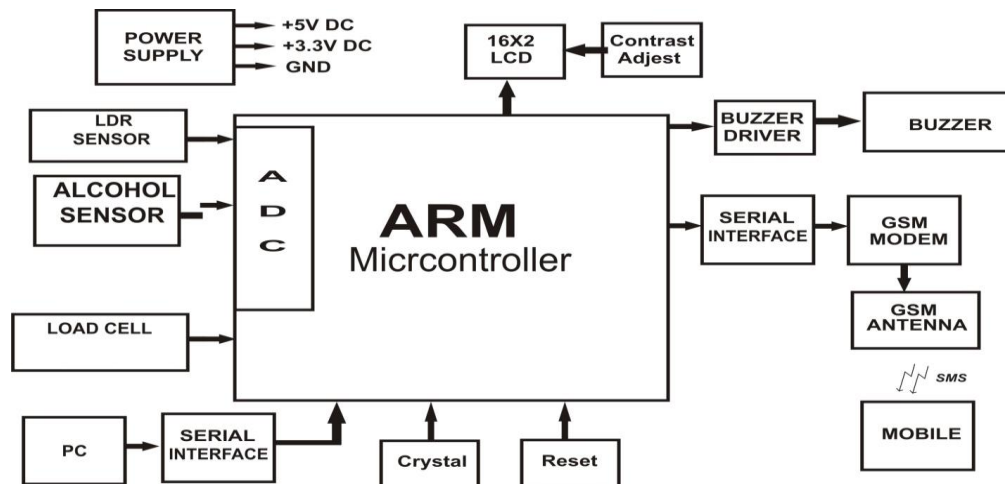 POWER
SUPPLY
+5V DC
+3.3V DC
GND
16X2
LCD
Contrast
Adjest
LDR
SENSOR
ALCOHOL
SENSOR
A
D
C
ARM
Micrcontroller
BUZZER
DRIVER
BUZZER
SERIAL
INTERFACE
GSM
MODEM
GSM
ANTENNA
SMS
MOBILE
LOAD CELL
PC
SERIAL
INTERFACE
Crystal
Reset